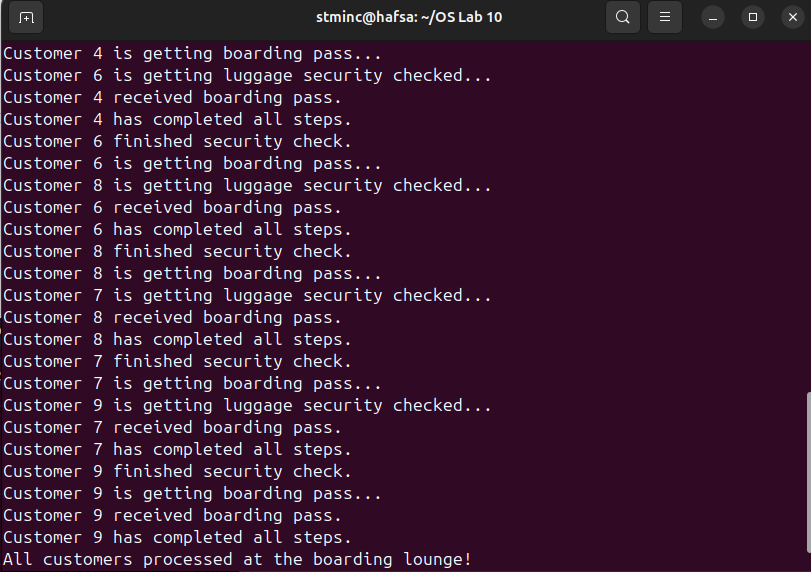 stminc@hafsa: ~/OS Lab 10
Customer 4 is getting boarding pass...
Customer 6 is getting luggage security checked...
Customer 4 received boarding pass.
Customer 4 has completed all steps.
Customer 6 finished security check.
Customer 6 is getting boarding pass...
Customer 8 is getting luggage security checked...
Customer 6 received boarding pass.
Customer 6 has completed all steps.
Customer 8 finished security check.
Customer 8 is getting boarding pass...
Customer 7 is getting luggage security checked...
Customer 8 received boarding pass.
Customer 8 has completed all steps.
Customer 7 finished security check.
Customer 7 is getting boarding pass...
Customer 9 is getting luggage security checked...
Customer 7 received boarding pass.
Customer 7 has completed all steps.
Customer 9 finished security check.
Customer 9 is getting boarding pass...
Customer 9 received boarding pass.
Customer 9 has completed all steps.
All customers processed at the boarding lounge!